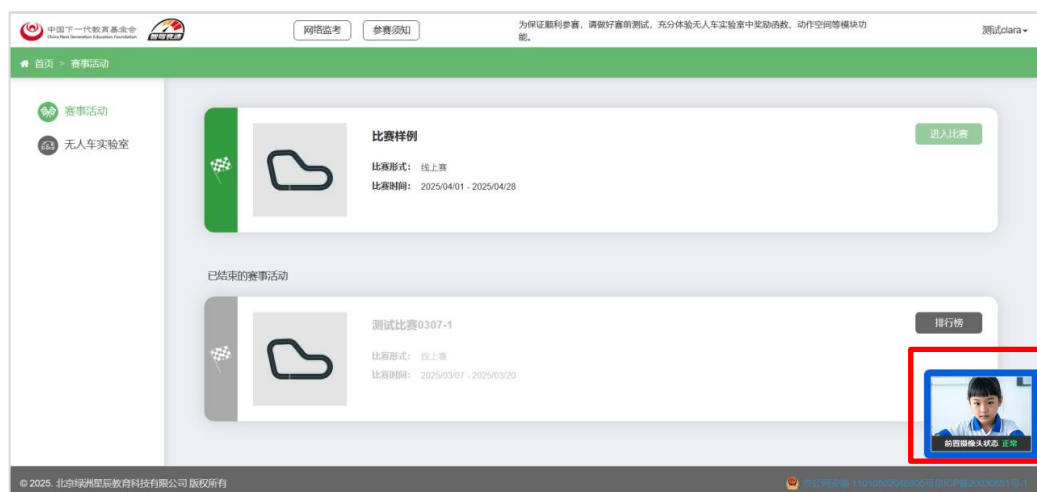 中国下一代教育基金会
China Next Generation Education Foundation
网络监考
参赛须知
为保证顺利参赛，请做好赛前测试，充分体验无人车实验室中奖励函数、动作空间等模块功
能。
测试clara
首页 > 赛事活动
赛事活动
无人车实验室
比赛样例
进入比赛
比赛形式： 线上赛
比赛时间： 2025/04/01 - 2025/04/28
已结束的赛事活动
测试比赛0307-1
排行榜
比赛形式： 线上赛
比赛时间： 2025/03/07 - 2025/03/20
前置摄像头状态 正常
© 2025. 北京绿洲星辰教育科技有限公司 版权所有